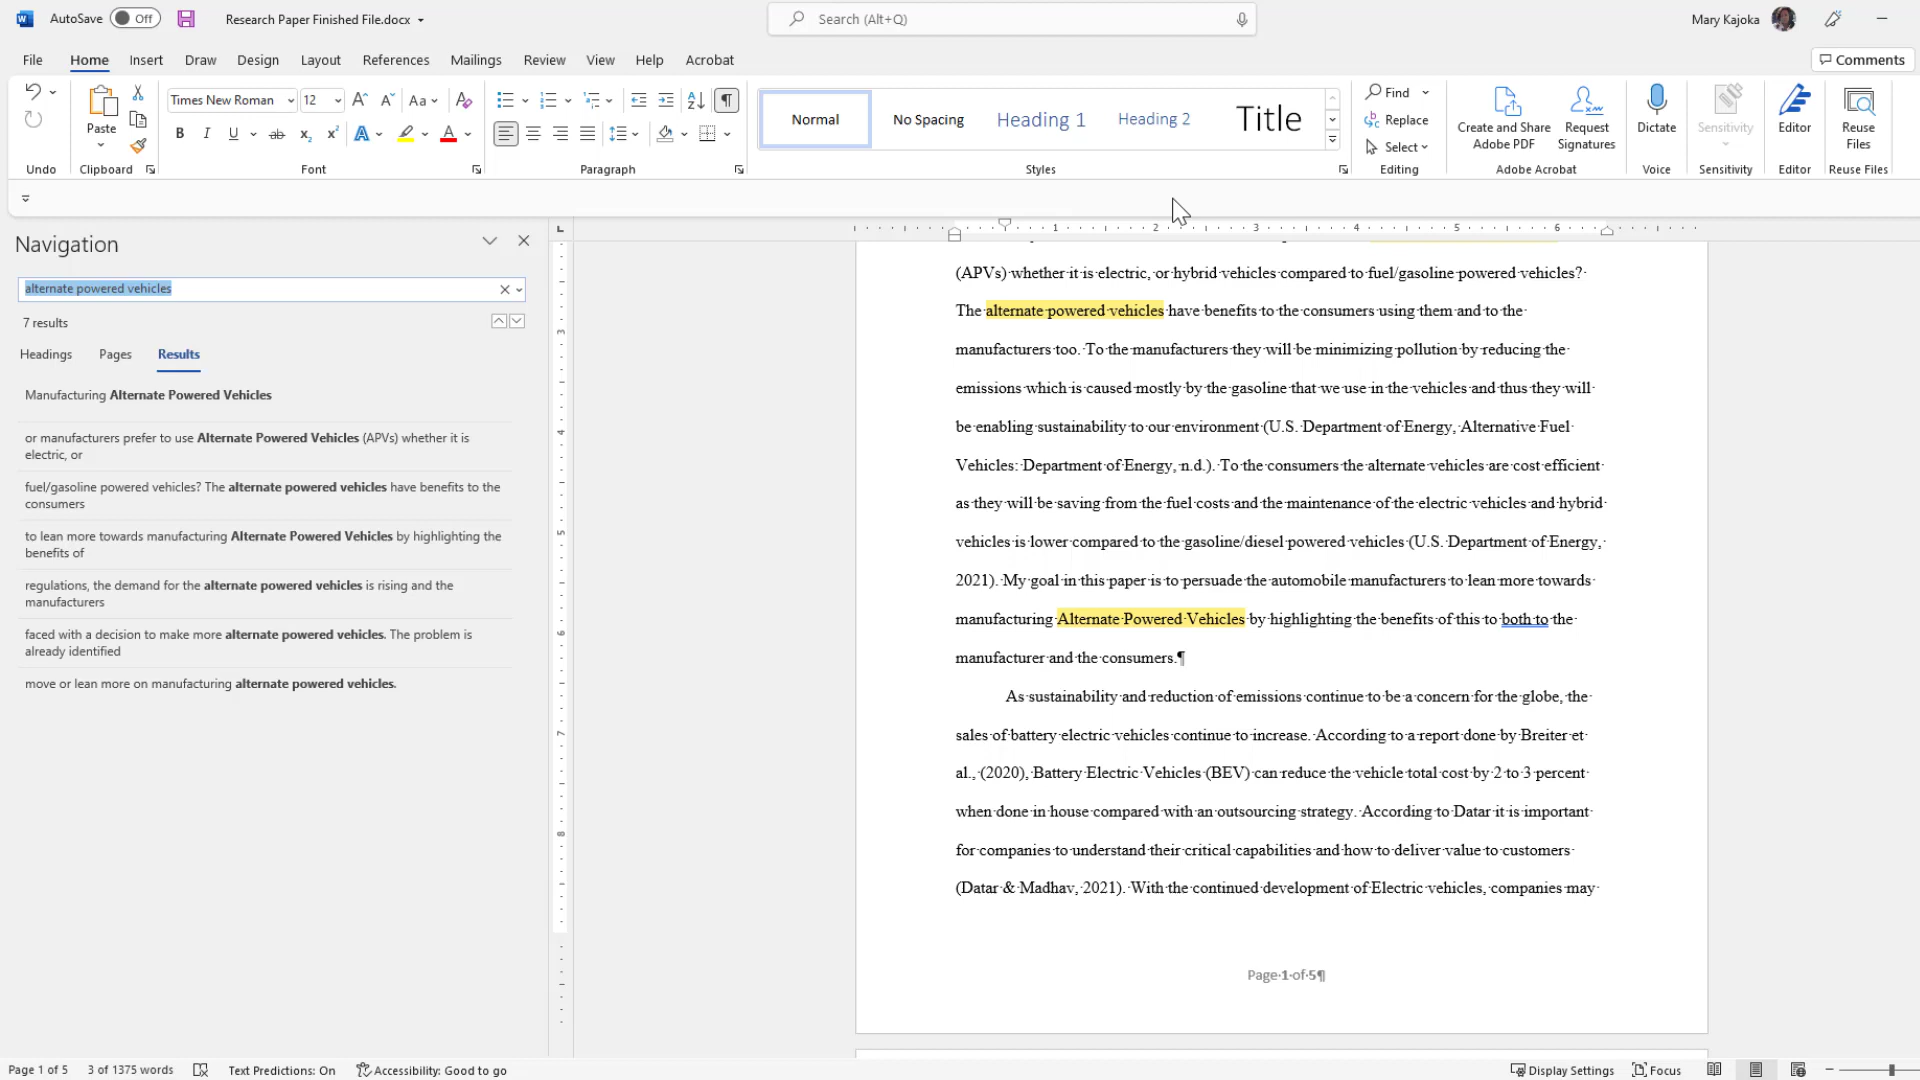 AutoSave Off Research Paper Finished File.docx Search (Alt+Q) Mary Kajoka
File Home Insert Draw Design Layout References Mailings Review View Help Acrobat Comments
Times New Roman 12 Aa Find
Paste Normal No Spacing Heading 1 Heading 2 Title Replace Create and Share Adobe PDF Request Signatures Dictate Sensitivity Editor Reuse Files
B I U ab x₂ x² A A Select
Undo Clipboard Font Paragraph Styles Editing Adobe Acrobat Voice Sensitivity Editor Reuse Files
Navigation
alternate powered vehicles
7 results
Headings Pages Results
Manufacturing Alternate Powered Vehicles
or manufacturers prefer to use Alternate Powered Vehicles (APVs) whether it is
electric, or
fuel/gasoline powered vehicles? The alternate powered vehicles have benefits to the
consumers
to lean more towards manufacturing Alternate Powered Vehicles by highlighting the
benefits of
regulations, the demand for the alternate powered vehicles is rising and the
manufacturers
faced with a decision to make more alternate powered vehicles. The problem is
already identified
move or lean more on manufacturing alternate powered vehicles.
1 2 3 4 5 6
3
4
5
6
7
8
(APVs) whether it is electric, or hybrid vehicles compared to fuel/gasoline powered vehicles?
The alternate powered vehicles have benefits to the consumers using them and to the
manufacturers too. To the manufacturers they will be minimizing pollution by reducing the
emissions which is caused mostly by the gasoline that we use in the vehicles and thus they will
be enabling sustainability to our environment (U.S. Department of Energy, Alternative Fuel
Vehicles: Department of Energy, n.d.). To the consumers the alternate vehicles are cost efficient
as they will be saving from the fuel costs and the maintenance of the electric vehicles and hybrid
vehicles is lower compared to the gasoline/diesel powered vehicles (U.S. Department of Energy,
2021). My goal in this paper is to persuade the automobile manufacturers to lean more towards
manufacturing Alternate Powered Vehicles by highlighting the benefits of this to both to the
manufacturer and the consumers.¶
As sustainability and reduction of emissions continue to be a concern for the globe, the
sales of battery electric vehicles continue to increase. According to a report done by Breiter et
al., (2020), Battery Electric Vehicles (BEV) can reduce the vehicle total cost by 2 to 3 percent
when done in house compared with an outsourcing strategy. According to Datar it is important
for companies to understand their critical capabilities and how to deliver value to customers
(Datar & Madhav, 2021). With the continued development of Electric vehicles, companies may
Page 1 of 5¶
Page 1 of 5 3 of 1375 words Text Predictions: On Accessibility: Good to go Display Settings Focus